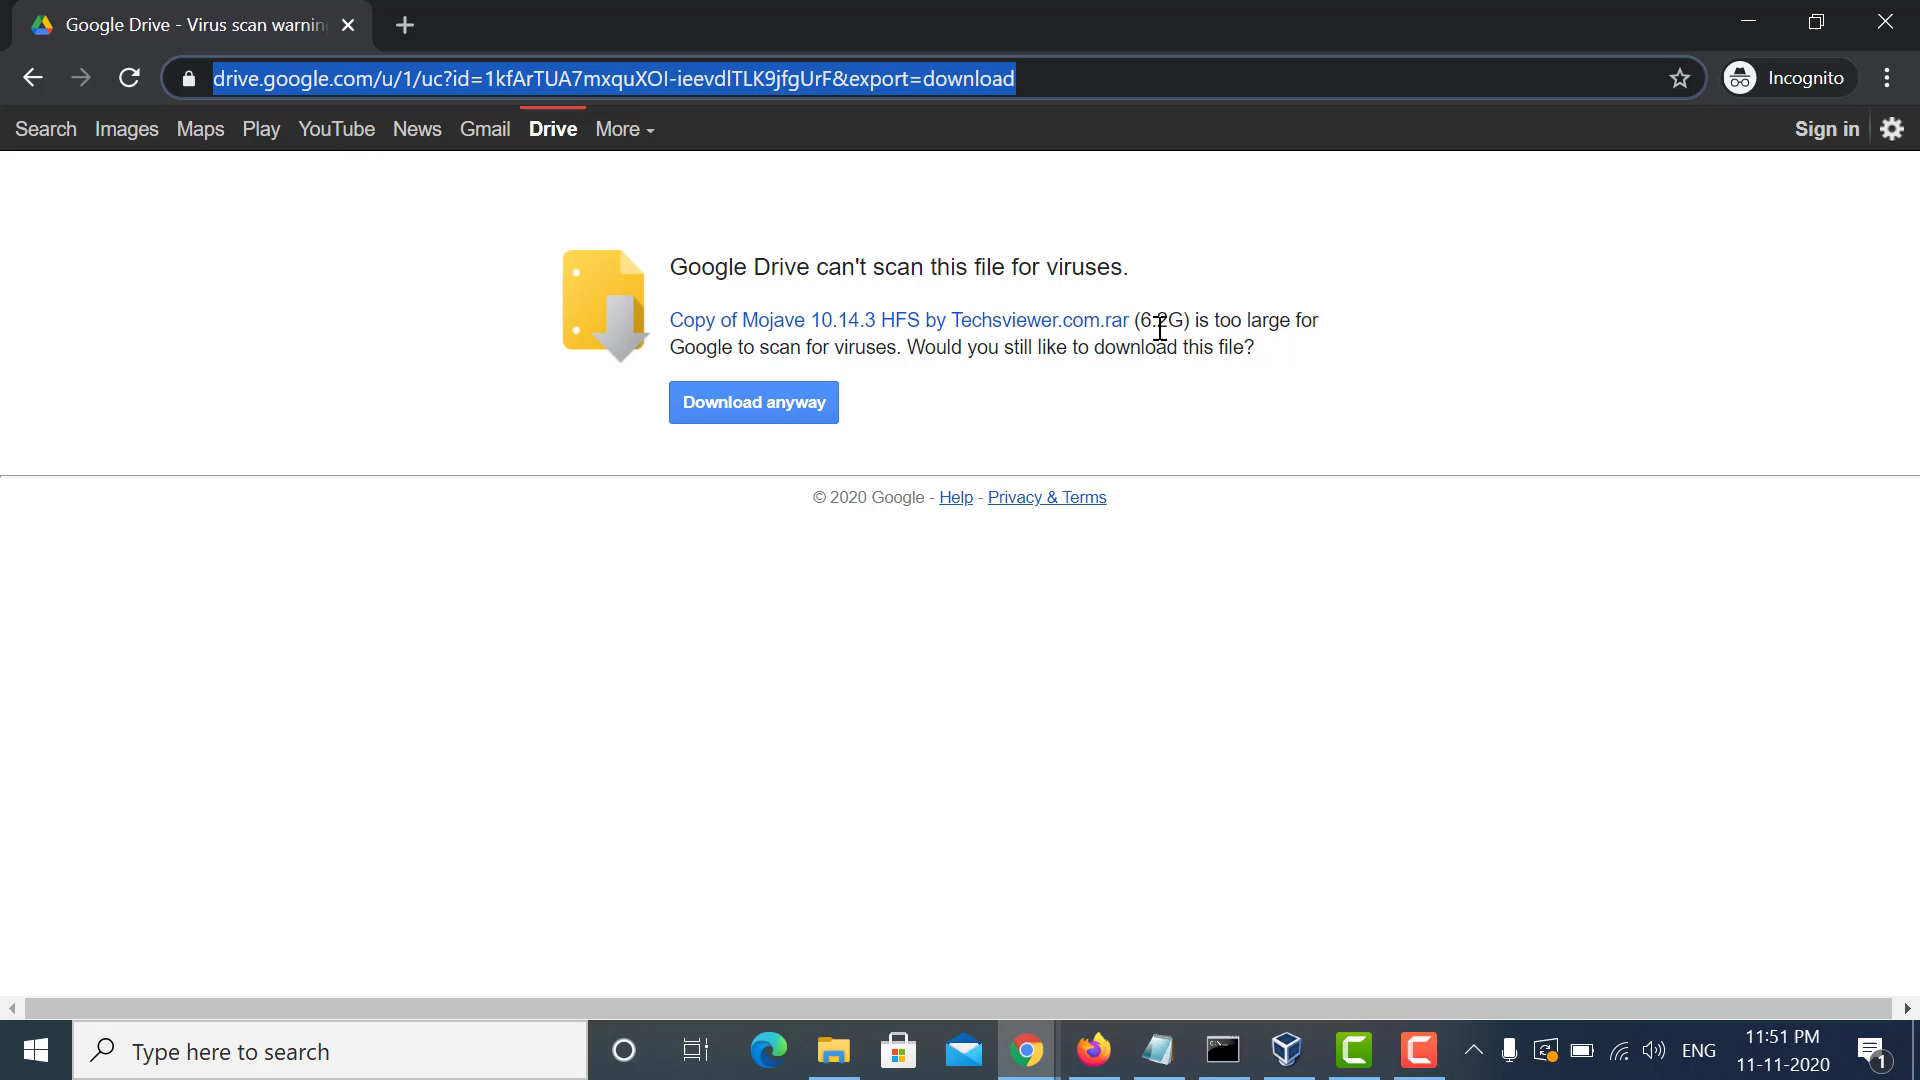 Google Drive - Virus scan warnin
drive.google.com/u/1/uc?id=1kfArTUA7mxquXOI-ieevdlTLK9jfgUrF&export=download
Incognito
Search Images Maps Play YouTube News Gmail Drive More
Sign in
Google Drive can't scan this file for viruses.
Copy of Mojave 10.14.3 HFS by Techsviewer.com.rar (6.2G) is too large for
Google to scan for viruses. Would you still like to download this file?
Download anyway
© 2020 Google - Help - Privacy & Terms
Type here to search
ENG
11:51 PM
11-11-2020
1